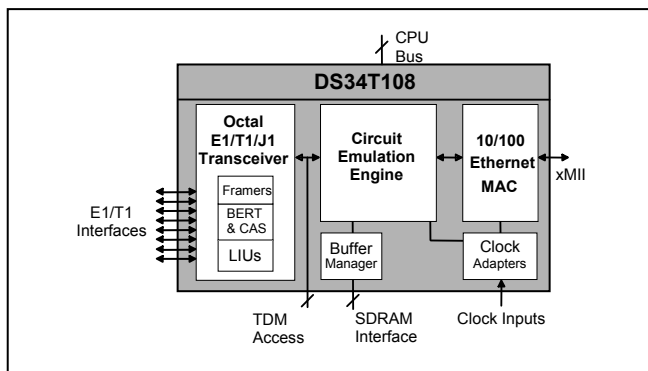 CPU
Bus
DS34T108
Octal
E1/T1/J1
Transceiver
Framers
BERT
& CAS
LIUs
Circuit
Emulation
Engine
10/100
Ethernet
MAC
xMII
E1/T1
Interfaces
Buffer
Manager
Clock
Adapters
TDM
Access
SDRAM
Interface
Clock Inputs